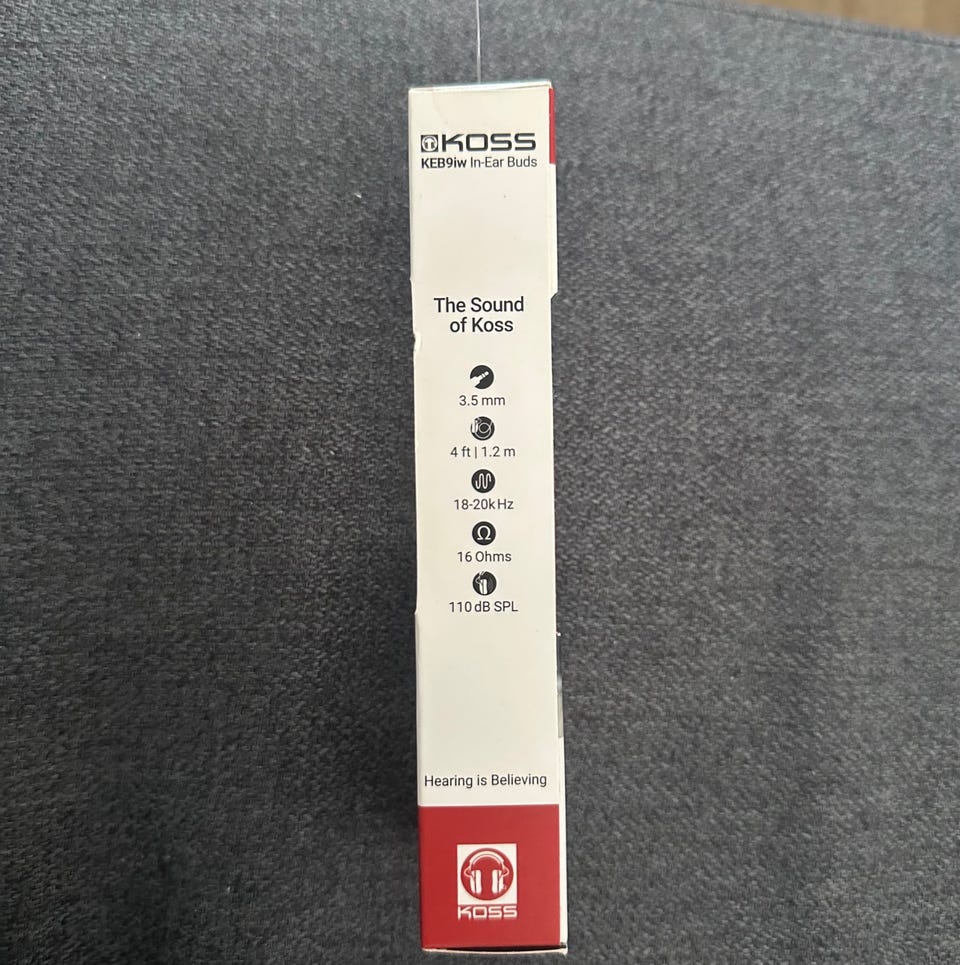 KOSS
KEB9iw In-Ear Buds
The Sound
of Koss
3.5 mm
4 ft | 1.2 m
18-20kHz
Ω
16 Ohms
110 dB SPL
Hearing is Believing
KOSS